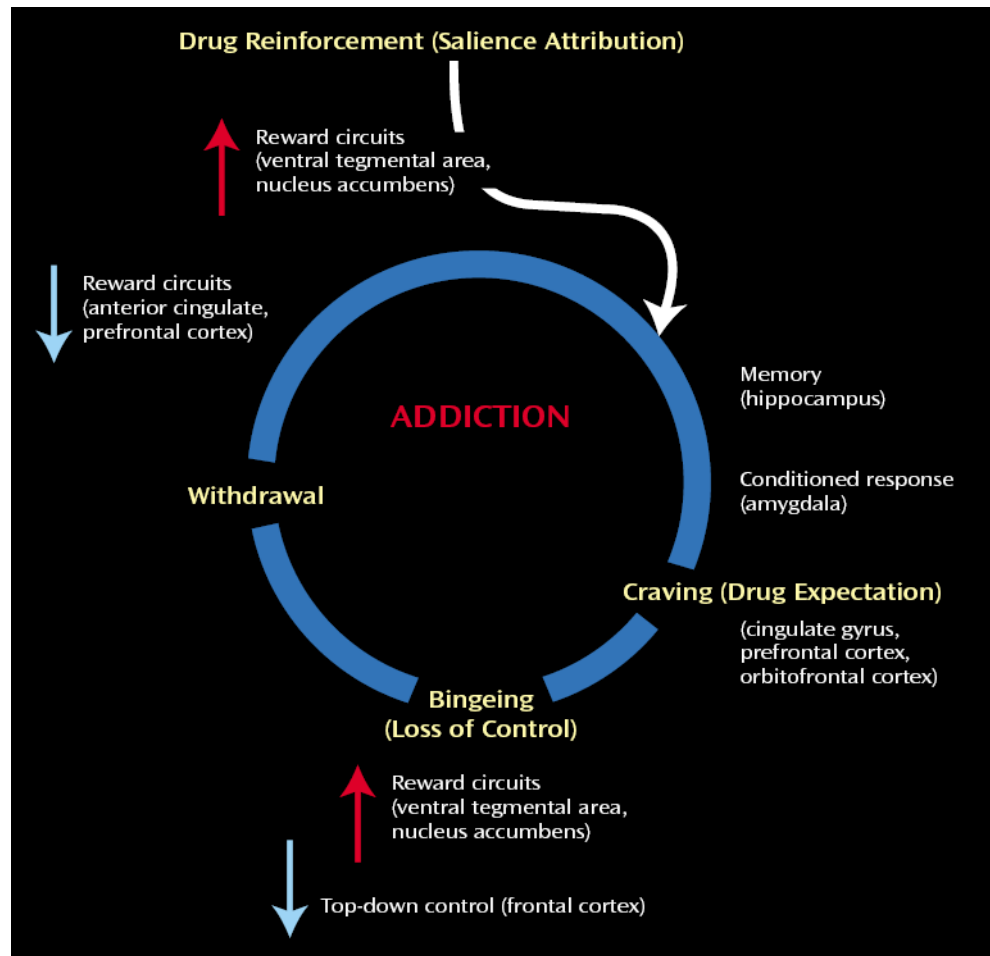 Drug Reinforcement (Salience Attribution)
Reward circuits
(ventral tegmental area,
nucleus accumbens)
Reward circuits
(anterior cingulate,
prefrontal cortex)
Memory
(hippocampus)
ADDICTION
Conditioned response
(amygdala)
Withdrawal
Craving (Drug Expectation)
(cingulate gyrus,
prefrontal cortex,
orbitofrontal cortex)
Bingeing
(Loss of Control)
Reward circuits
(ventral tegmental area,
nucleus accumbens)
Top-down control (frontal cortex)